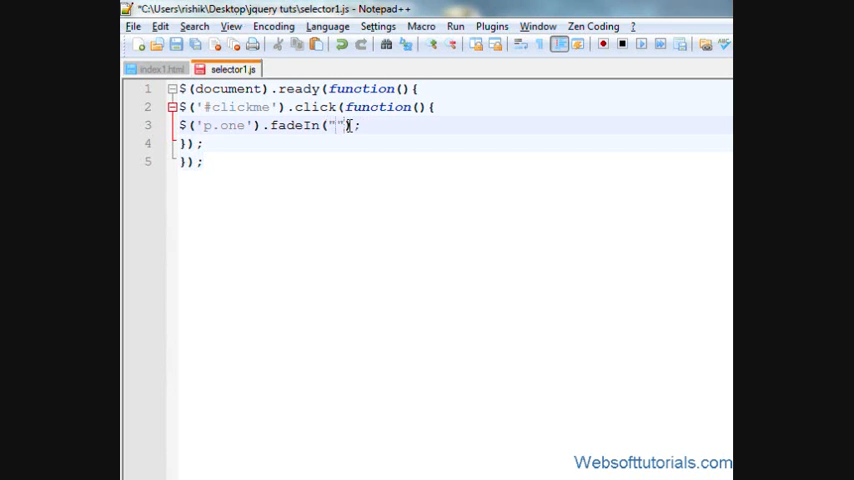 *C:\Users\rishik\Desktop\jquery tuts\selector1.js - Notepad++
File Edit Search View Encoding Language Settings Macro Run Plugins Window Zen Coding ?
index1.html selector1.js
1 $(document).ready(function(){
2 $('#clickme').click(function(){
3 $('p.one').fadeIn("");
4 });
5 });
Websofttutorials.com